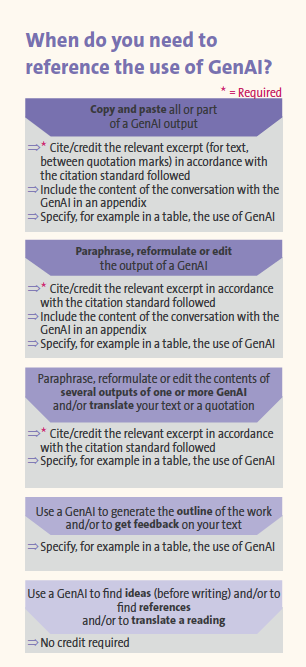 When do you need to
reference the use of GenAI?
* = Required
Copy and paste all or part
of a GenAI output
⇒* Cite/credit the relevant excerpt (for text,
between quotation marks) in accordance with
the citation standard followed
⇒ Include the content of the conversation with the
GenAI in an appendix
⇒ Specify, for example in a table, the use of GenAI
Paraphrase, reformulate or edit
the output of a GenAI
⇒* Cite/credit the relevant excerpt in accordance
with the citation standard followed
⇒ Include the content of the conversation with the
GenAI in an appendix
⇒ Specify, for example in a table, the use of GenAI
Paraphrase, reformulate or edit the contents of
several outputs of one or more GenAI
and/or translate your text or a quotation
⇒* Cite/credit the relevant excerpt in accordance
with the citation standard followed
⇒ Specify, for example in a table, the use of GenAI
Use a GenAI to generate the outline of the work
and/or to get feedback on your text
⇒ Specify, for example in a table, the use of GenAI
Use a GenAI to find ideas (before writing) and/or to
find references
and/or to translate a reading
⇒ No credit required